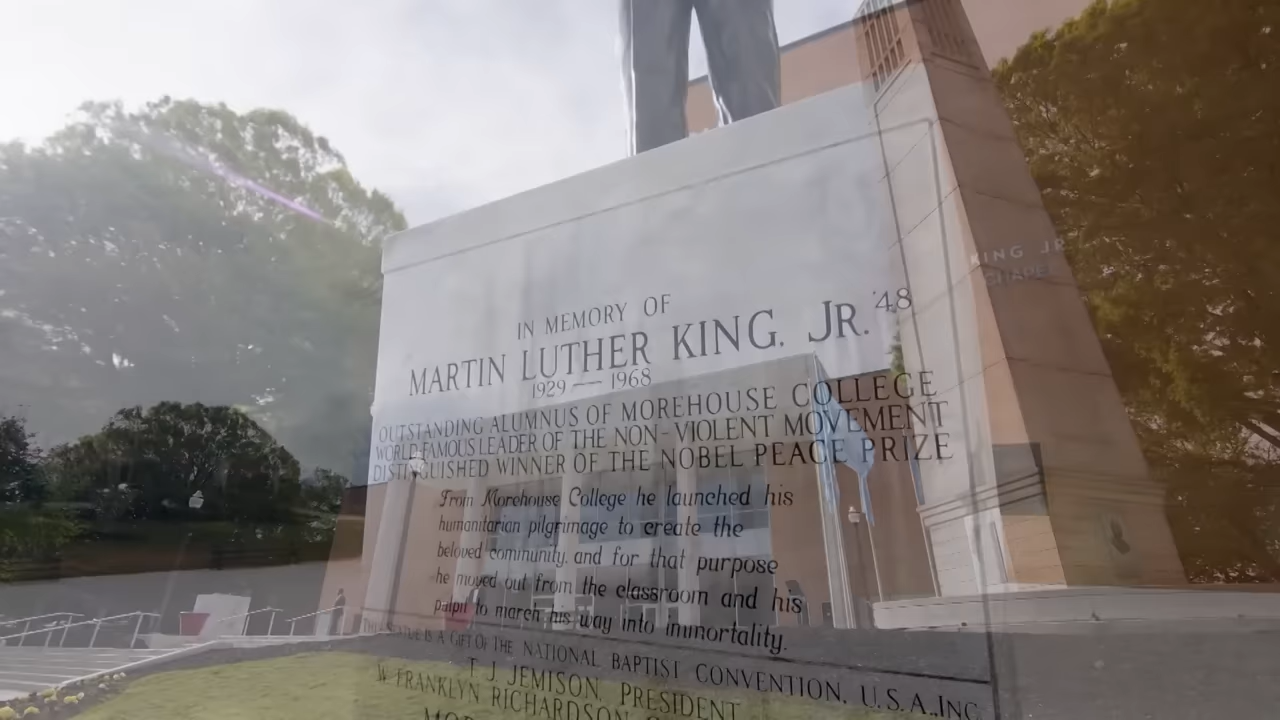 IN MEMORY OF
MARTIN LUTHER KING, JR. '48
1929 — 1968
OUTSTANDING ALUMNUS OF MOREHOUSE COLLEGE
WORLD-FAMOUS LEADER OF THE NON-VIOLENT MOVEMENT
DISTINGUISHED WINNER OF THE NOBEL PEACE PRIZE
From Morehouse College he launched his
humanitarian pilgrimage to create the
beloved community, and for that purpose
he moved out from the classroom and his
pulpit to march his way into immortality.
THIS STATUE IS A GIFT OF THE NATIONAL BAPTIST CONVENTION, U.S.A., INC.
T. J. JEMISON, PRESIDENT
W. FRANKLYN RICHARDSON,
KING JR
CHAPEL